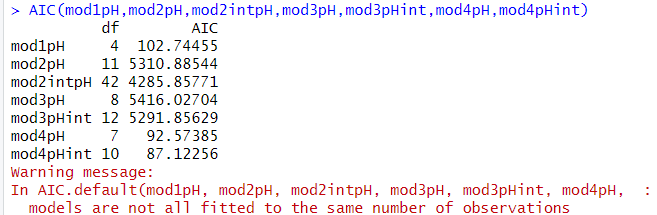 > AIC(mod1pH,mod2pH,mod2intpH,mod3pH,mod3pHint,mod4pH,mod4pHint)
df AIC
mod1pH 4 102.74455
mod2pH 11 5310.88544
mod2intpH 42 4285.85771
mod3pH 8 5416.02704
mod3pHint 12 5291.85629
mod4pH 7 92.57385
mod4pHint 10 87.12256
Warning message:
In AIC.default(mod1pH, mod2pH, mod2intpH, mod3pH, mod3pHint, mod4pH, :
models are not all fitted to the same number of observations